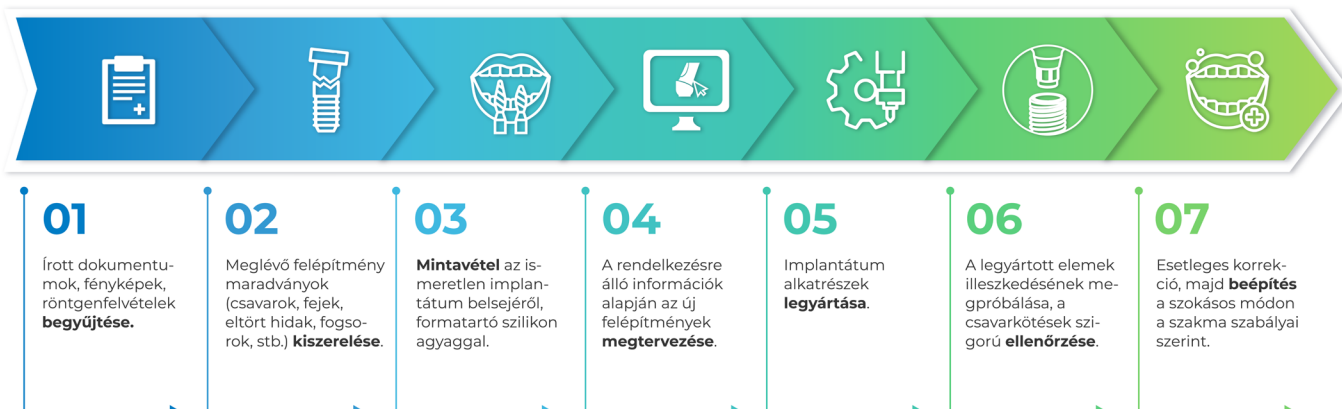 01
Írott dokumentu-
mok, fényképek,
röntgenfelvételek
begyűjtése.
02
Meglévő felépítmény
maradványok
(csavarok, fejek,
eltört hidak, fogso-
rok, stb.) kiszerelése.
03
Mintavétel az is-
meretlen implan-
tátum belsejéről,
formatartó szilikon
agyaggal.
04
A rendelkezésre
álló információk
alapján az új
felépítmények
megtervezése.
05
Implantátum
alkatrészek
legyártása.
06
A legyártott elemek
illeszkedésének me-
gpróbálása, a
csavarkötések szi-
gorú ellenőrzése.
07
Esetleges korrek-
ció, majd beépítés
a szokásos módon
a szakma szabályai
szerint.